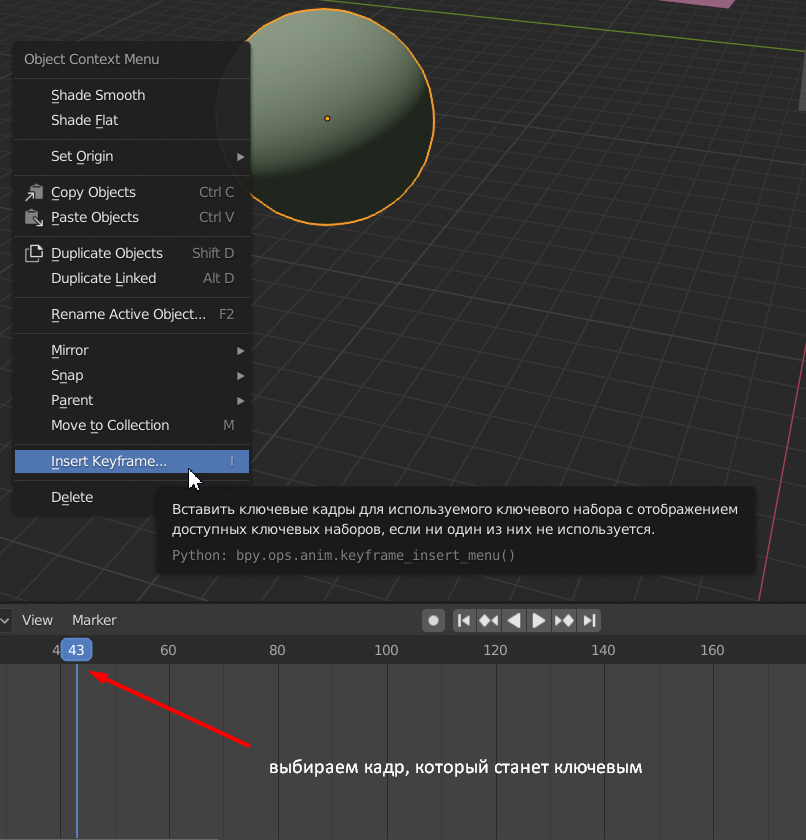 Object Context Menu
Shade Smooth
Shade Flat
Set Origin
Copy Objects Ctrl C
Paste Objects Ctrl V
Duplicate Objects Shift D
Duplicate Linked Alt D
Rename Active Object... F2
Mirror
Snap
Parent
Move to Collection M
Insert Keyframe... I
Delete
Вставить ключевые кадры для используемого ключевого набора с отображением
доступных ключевых наборов, если ни один из них не используется.
Python: bpy.ops.anim.keyframe_insert_menu()
View Marker
4 43 60 80 100 120 140 160
выбираем кадр, который станет ключевым